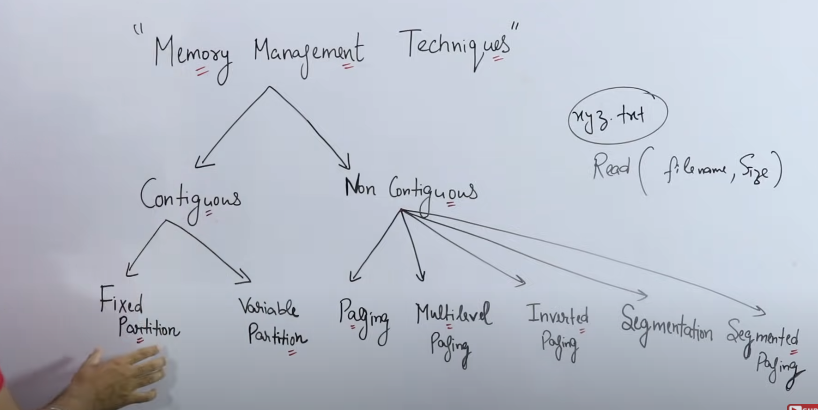 "Memory Management Techniques"
xyz.txt
Read ( filename, Size)
Contiguous
Non Contiguous
Fixed
Partition
Variable
Partition
Paging
Multilevel
Paging
Inverted
Paging
Segmentation
Segmented
Paging